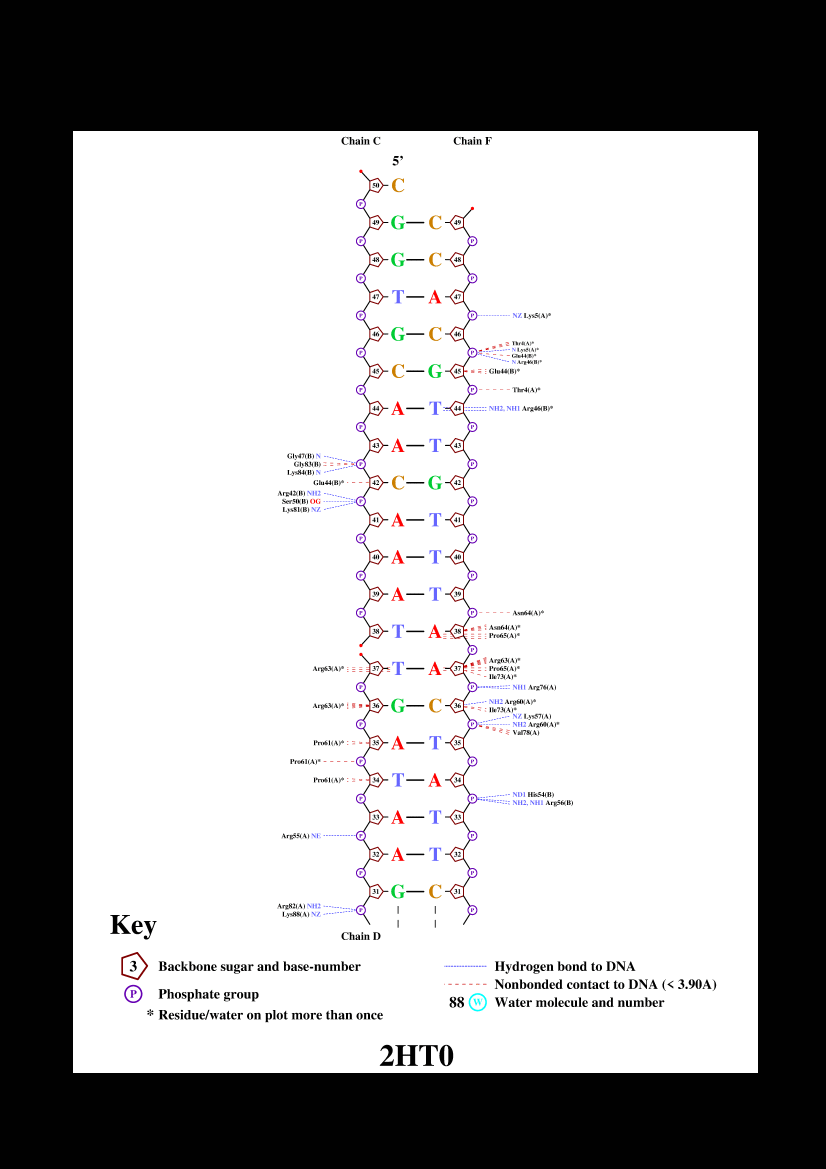 Chain C Chain F
5’
50 C
49 G C 49
P P
48 G C 48
P P
47 T A 47
P P NZ Lys5(A)*
46 G C 46
Thr4(A)*
P P N Lys5(A)*
Glu44(B)*
N Arg46(B)*
45 C G 45 Glu44(B)*
P P Thr4(A)*
44 A T 44 NH2, NH1 Arg46(B)*
P P
43 A T 43
Gly47(B) N
Gly83(B) P P
Lys84(B) N
Glu44(B)* 42 C G 42
Arg42(B) NH2
Ser50(B) OG P P
Lys81(B) NZ
41 A T 41
P P
40 A T 40
P P
39 A T 39
P P Asn64(A)*
38 T A 38 Asn64(A)*
Pro65(A)*
P
Arg63(A)*
Arg63(A)* 37 T A 37 Pro65(A)*
Ile73(A)*
P P NH1 Arg76(A)
Arg63(A)* 36 G C 36 NH2 Arg60(A)*
Ile73(A)*
NZ Lys57(A)
P P NH2 Arg60(A)*
Val78(A)
Pro61(A)* 35 A T 35
Pro61(A)* P P
Pro61(A)* 34 T A 34
P P ND1 His54(B)
NH2, NH1 Arg56(B)
33 A T 33
Arg55(A) NE P P
32 A T 32
P P
31 G C 31
Arg82(A) NH2 P P
Lys88(A) NZ
Key
Chain D
3 Backbone sugar and base-number
P Phosphate group
* Residue/water on plot more than once
Hydrogen bond to DNA
Nonbonded contact to DNA (< 3.90A)
88 W Water molecule and number
2HT0